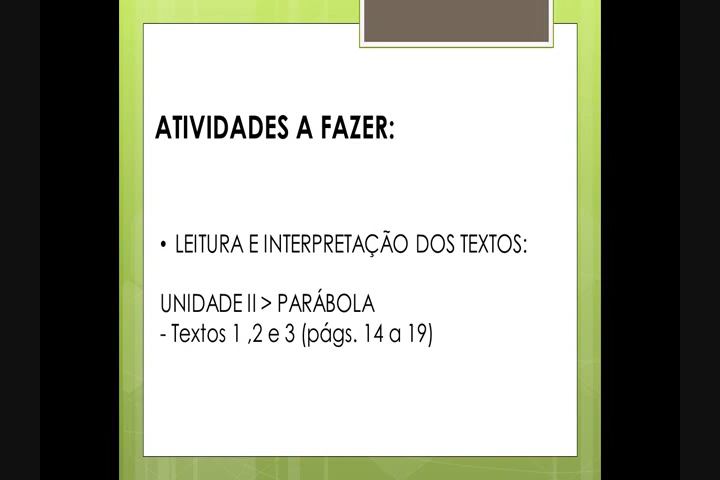 ATIVIDADES A FAZER:
• LEITURA E INTERPRETAÇÃO DOS TEXTOS:
UNIDADE II > PARÁBOLA
- Textos 1 ,2 e 3 (págs. 14 a 19)